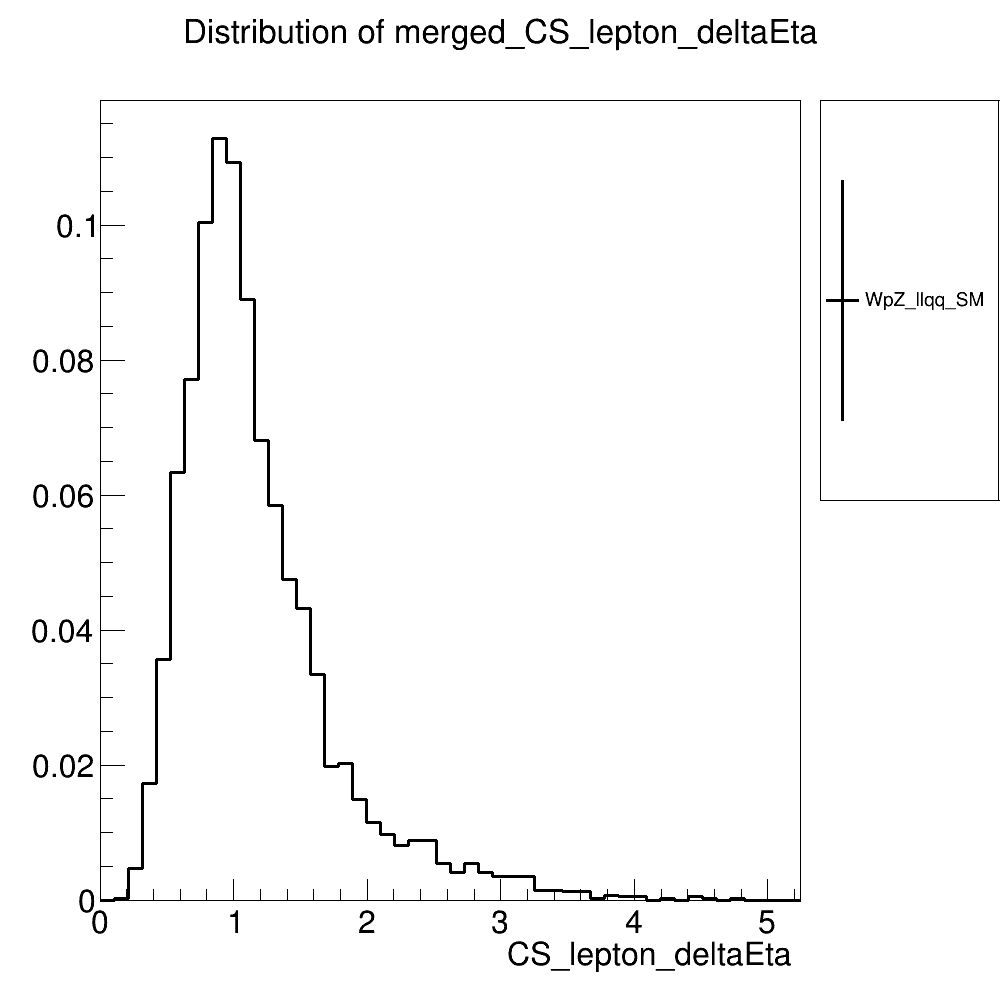 Distribution of merged_CS_lepton_deltaEta
0.1
0.08
0.06
0.04
0.02
0
0 1 2 3 4 5
CS_lepton_deltaEta
WpZ_llqq_SM